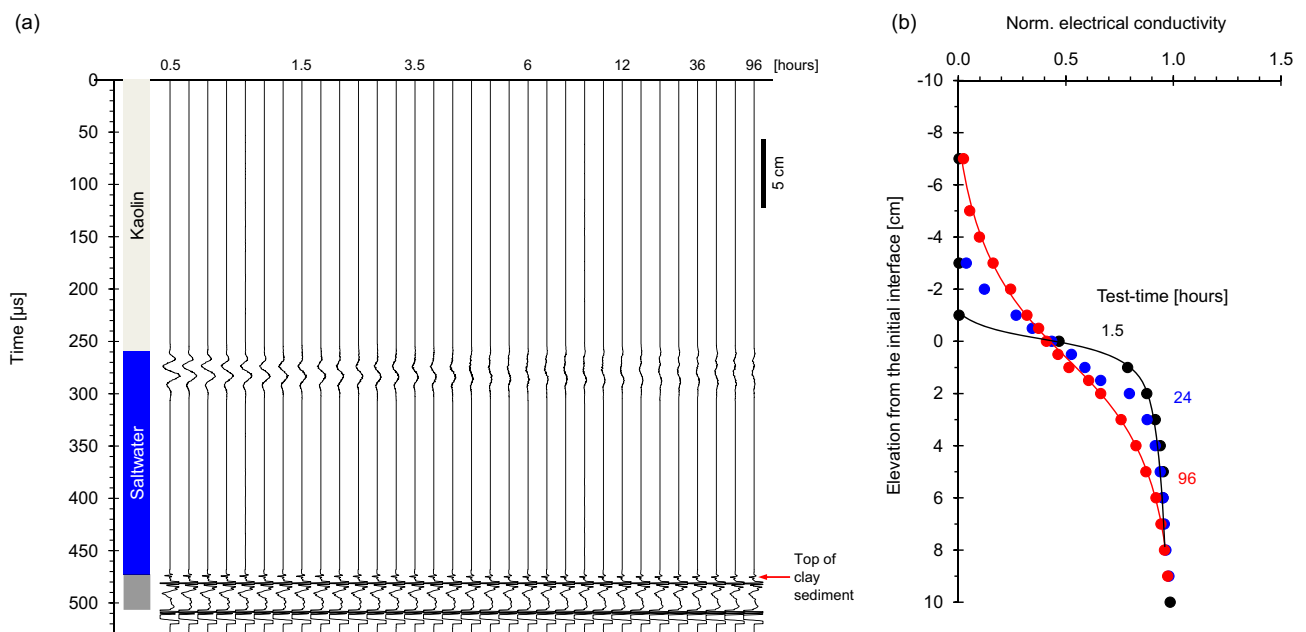 (a)
0.5 1.5 3.5 6 12 36 96 [hours]
0
50
100
150
200
250
300
350
400
450
500
Time [µs]
Kaolin
Saltwater
5 cm
Top of
clay
sediment
(b)
Norm. electrical conductivity
0.0 0.5 1.0 1.5
-10
-8
-6
-4
-2
0
2
4
6
8
10
Elevation from the initial interface [cm]
Test-time [hours]
1.5
24
96